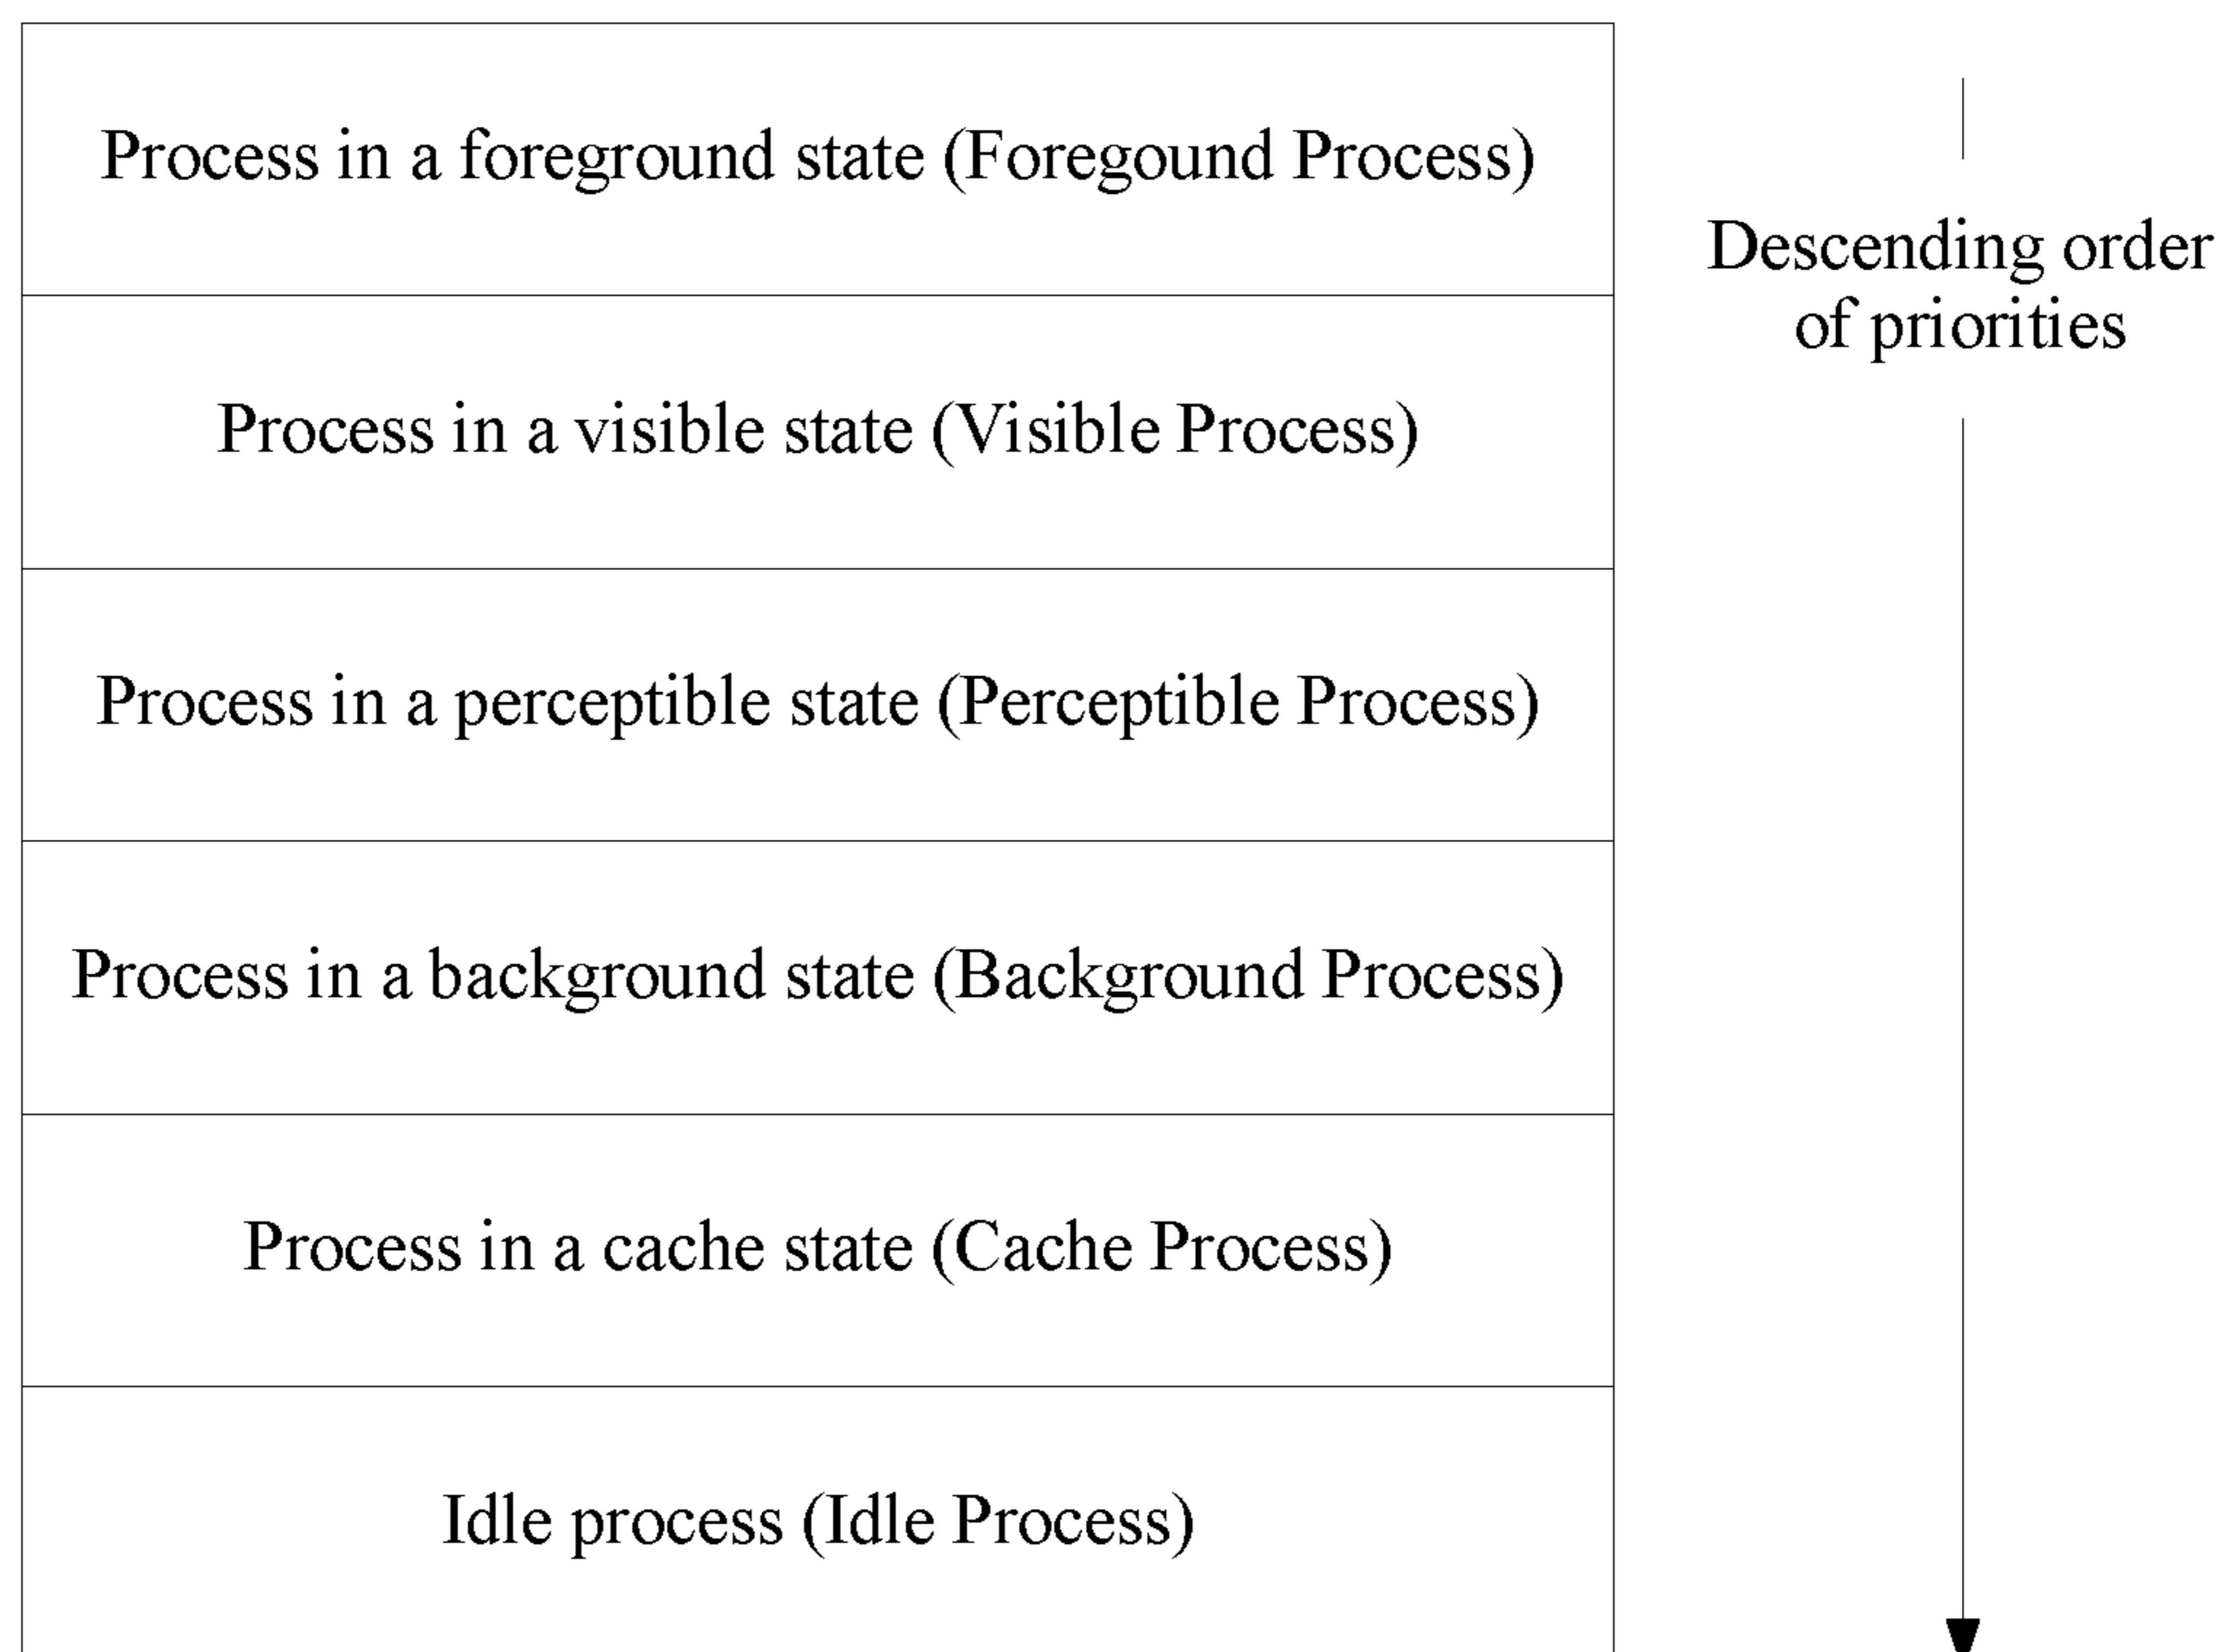 Process in a foreground state (Foregound Process)
Descending order
of priorities
Process in a visible state (Visible Process)
Process in a perceptible state (Perceptible Process)
Process in a background state (Background Process)
Process in a cache state (Cache Process)
Idle process (Idle Process)